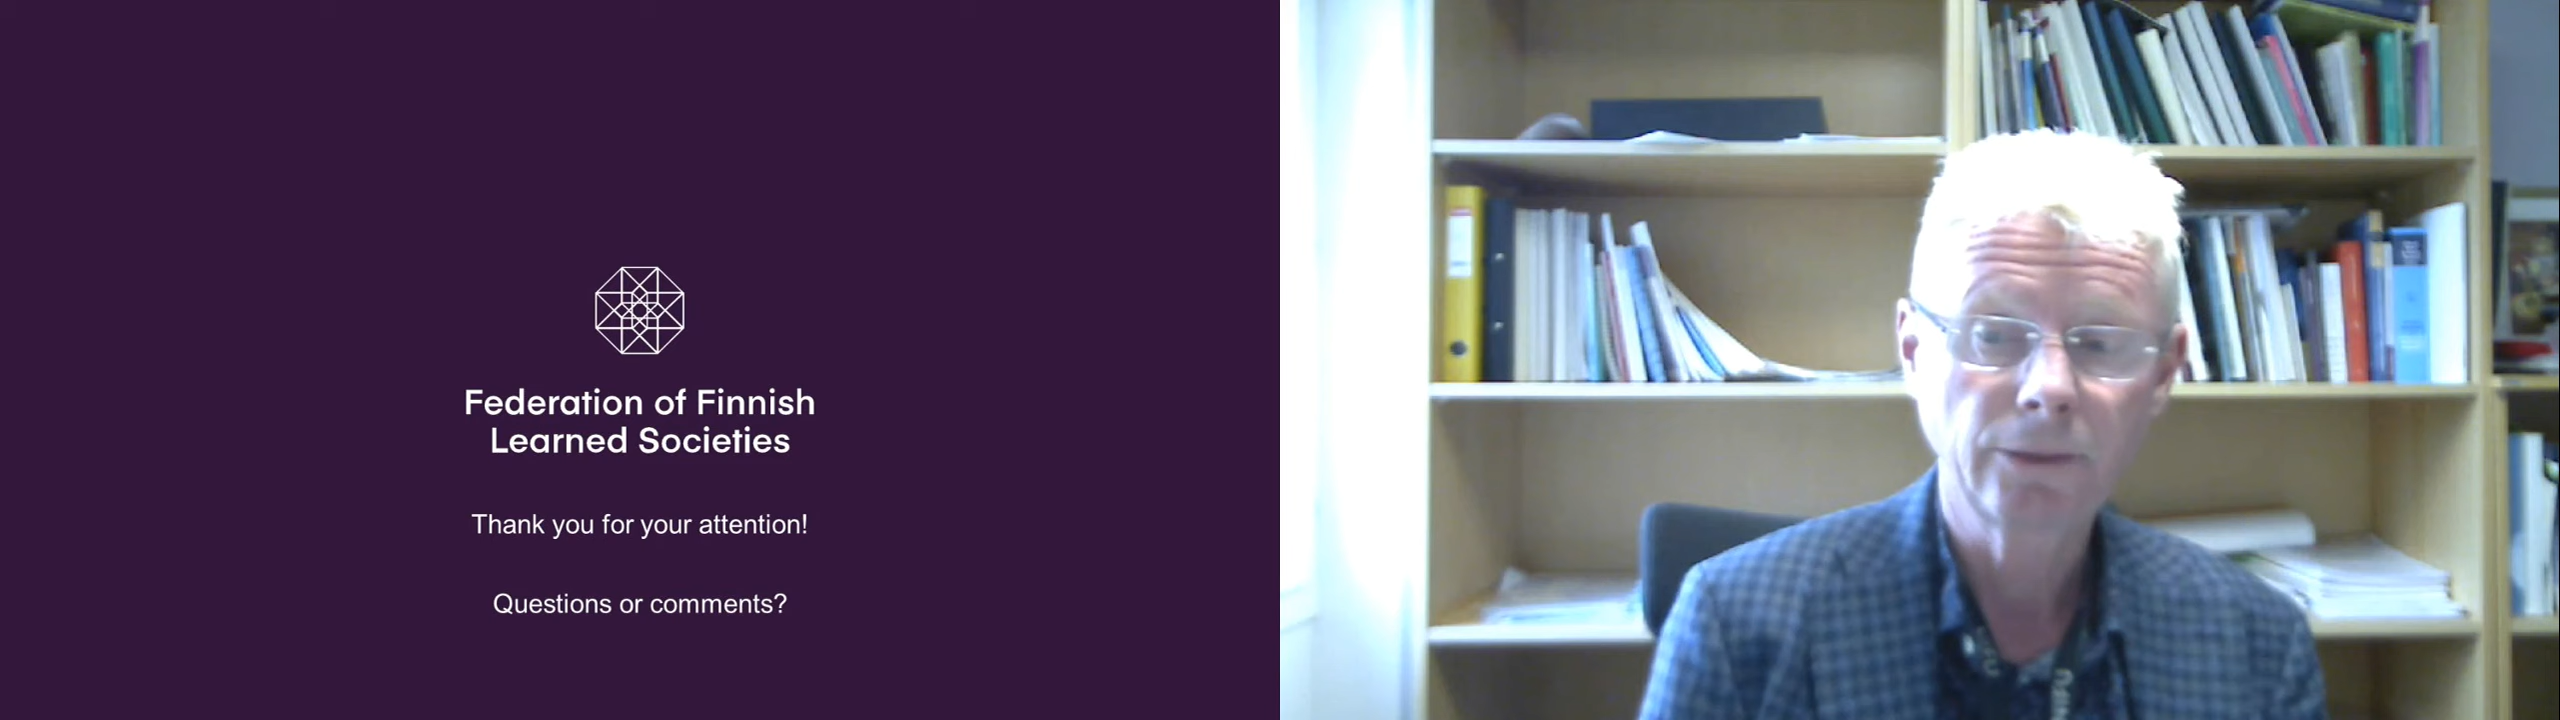 Federation of Finnish
Learned Societies
Thank you for your attention!
Questions or comments?